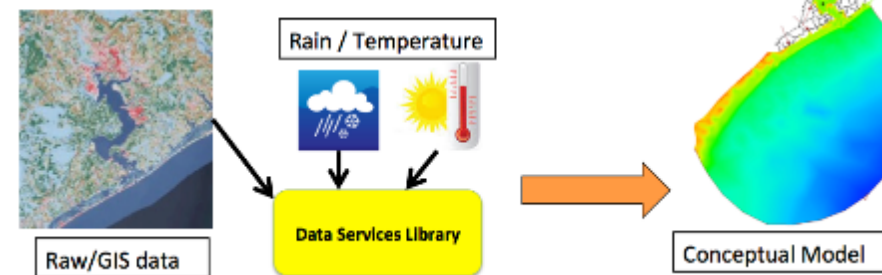 Rain / Temperature
Data Services Library
Raw/GIS data
Conceptual Model